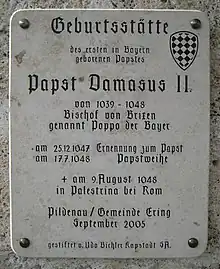 Geburtsstätte
des ersten in Bayern
geborenen Papstes
Papst Damasus II.
von 1039 - 1048
Bischof von Brixen
genannt Poppo der Bayer
am 25.12.1047 Ernennung zum Papst
am 17.7.1048 Papstweihe
+ am 9. August 1048
in Palestrina bei Rom
Pildenau / Gemeinde Ering
September 2005
gestiftet v. Udo Bichler Kapstadt SA.